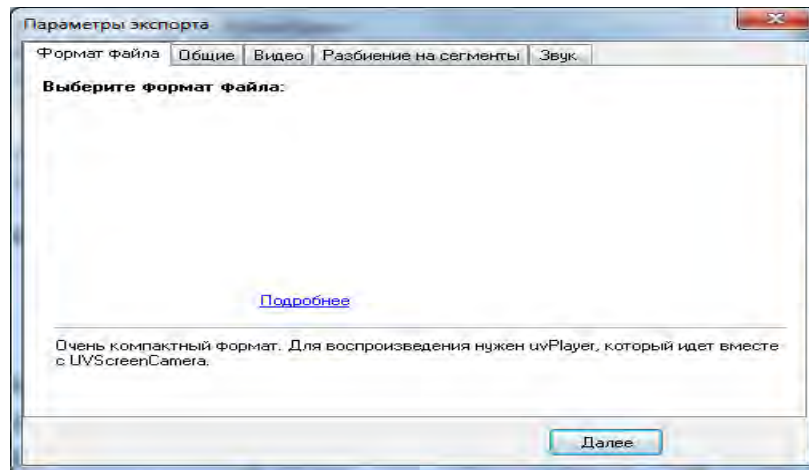 Параметры экспорта
Формат файла Общие Видео Разбиение на сегменты Звук
Выберите формат файла:
Подробнее
Очень компактный формат. Для воспроизведения нужен uvPlayer, который идет вместе
с UVScreenCamera.
Далее